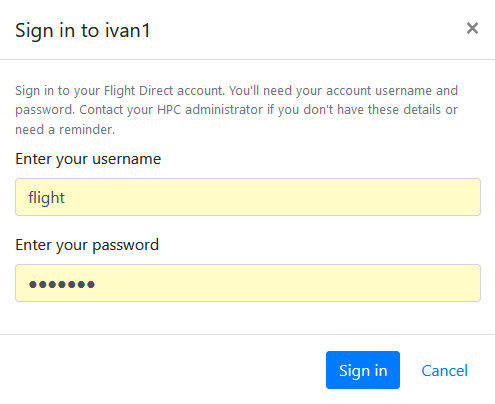 Sign in to ivan1
×
Sign in to your Flight Direct account. You'll need your account username and
password. Contact your HPC administrator if you don't have these details or
need a reminder.
Enter your username
flight
Enter your password
●●●●●●●
Sign in Cancel